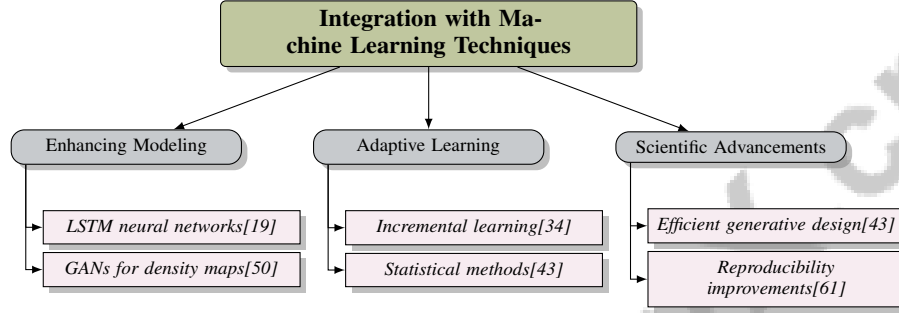 Integration with Ma-
chine Learning Techniques
Enhancing Modeling
Adaptive Learning
Scientific Advancements
LSTM neural networks[19]
GANs for density maps[50]
Incremental learning[34]
Statistical methods[43]
Efficient generative design[43]
Reproducibility
improvements[61]